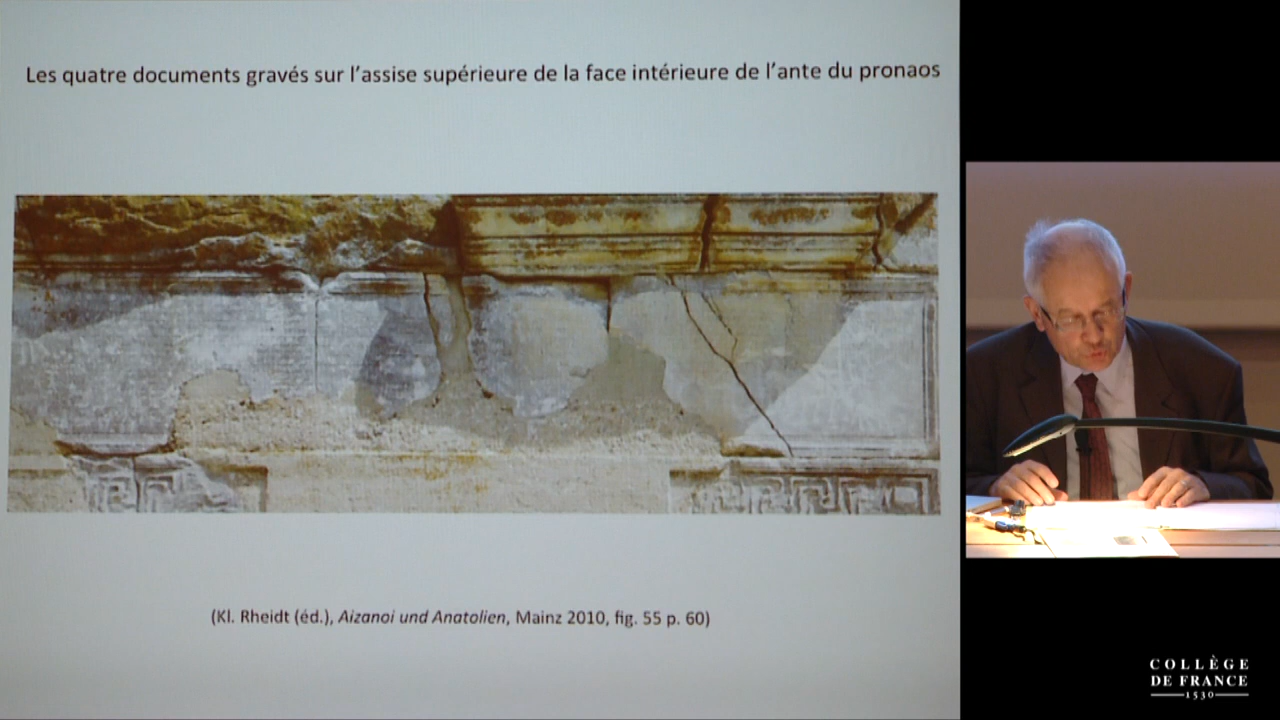 Les quatre documents gravés sur l’assise supérieure de la face intérieure de l’ante du pronaos
(Kl. Rheidt (éd.), Aizanoi und Anatolien, Mainz 2010, fig. 55 p. 60)
COLLÈGE
DE FRANCE
1530